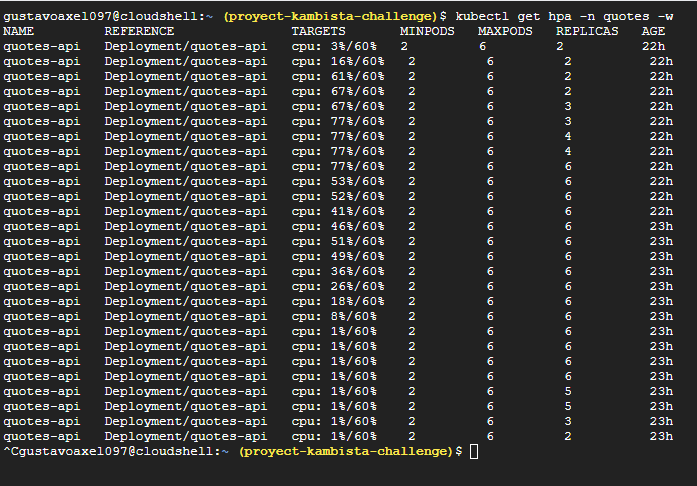 gustavoaxel097@cloudshell:~ (proyect-kambista-challenge)$ kubectl get hpa -n quotes -w
NAME REFERENCE TARGETS MINPODS MAXPODS REPLICAS AGE
quotes-api Deployment/quotes-api cpu: 3%/60% 2 6 2 22h
quotes-api Deployment/quotes-api cpu: 16%/60% 2 6 2 22h
quotes-api Deployment/quotes-api cpu: 61%/60% 2 6 2 22h
quotes-api Deployment/quotes-api cpu: 67%/60% 2 6 2 22h
quotes-api Deployment/quotes-api cpu: 67%/60% 2 6 3 22h
quotes-api Deployment/quotes-api cpu: 77%/60% 2 6 3 22h
quotes-api Deployment/quotes-api cpu: 77%/60% 2 6 4 22h
quotes-api Deployment/quotes-api cpu: 77%/60% 2 6 4 22h
quotes-api Deployment/quotes-api cpu: 77%/60% 2 6 6 22h
quotes-api Deployment/quotes-api cpu: 53%/60% 2 6 6 22h
quotes-api Deployment/quotes-api cpu: 52%/60% 2 6 6 22h
quotes-api Deployment/quotes-api cpu: 41%/60% 2 6 6 22h
quotes-api Deployment/quotes-api cpu: 46%/60% 2 6 6 23h
quotes-api Deployment/quotes-api cpu: 51%/60% 2 6 6 23h
quotes-api Deployment/quotes-api cpu: 49%/60% 2 6 6 23h
quotes-api Deployment/quotes-api cpu: 36%/60% 2 6 6 23h
quotes-api Deployment/quotes-api cpu: 26%/60% 2 6 6 23h
quotes-api Deployment/quotes-api cpu: 18%/60% 2 6 6 23h
quotes-api Deployment/quotes-api cpu: 8%/60% 2 6 6 23h
quotes-api Deployment/quotes-api cpu: 1%/60% 2 6 6 23h
quotes-api Deployment/quotes-api cpu: 1%/60% 2 6 6 23h
quotes-api Deployment/quotes-api cpu: 1%/60% 2 6 6 23h
quotes-api Deployment/quotes-api cpu: 1%/60% 2 6 6 23h
quotes-api Deployment/quotes-api cpu: 1%/60% 2 6 5 23h
quotes-api Deployment/quotes-api cpu: 1%/60% 2 6 5 23h
quotes-api Deployment/quotes-api cpu: 1%/60% 2 6 3 23h
quotes-api Deployment/quotes-api cpu: 1%/60% 2 6 2 23h
^Cgustavoaxel097@cloudshell:~ (proyect-kambista-challenge)$